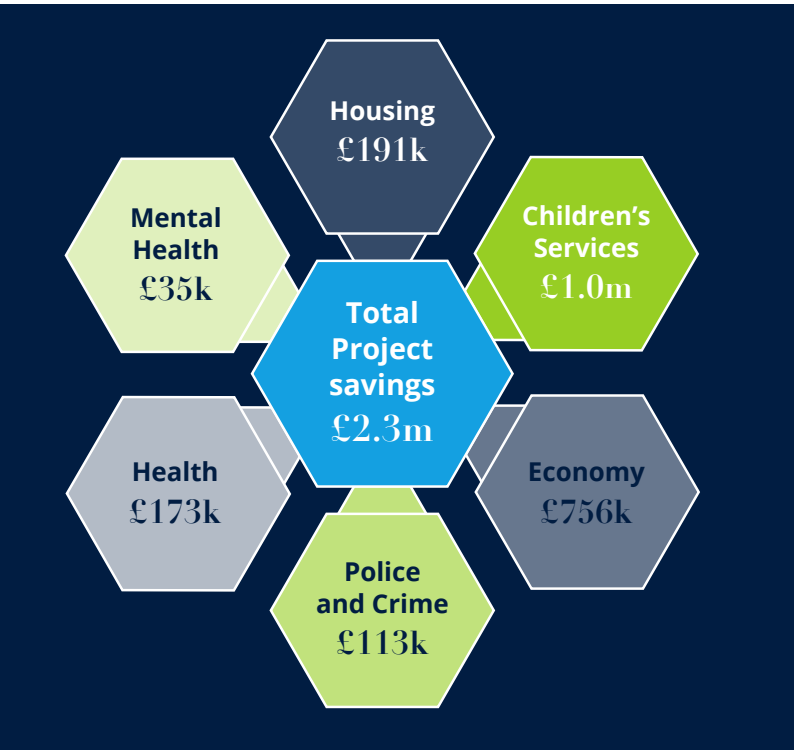 Housing
£191k
Children’s
Services
£1.0m
Mental
Health
£35k
Total
Project
savings
£2.3m
Health
£173k
Economy
£756k
Police
and Crime
£113k